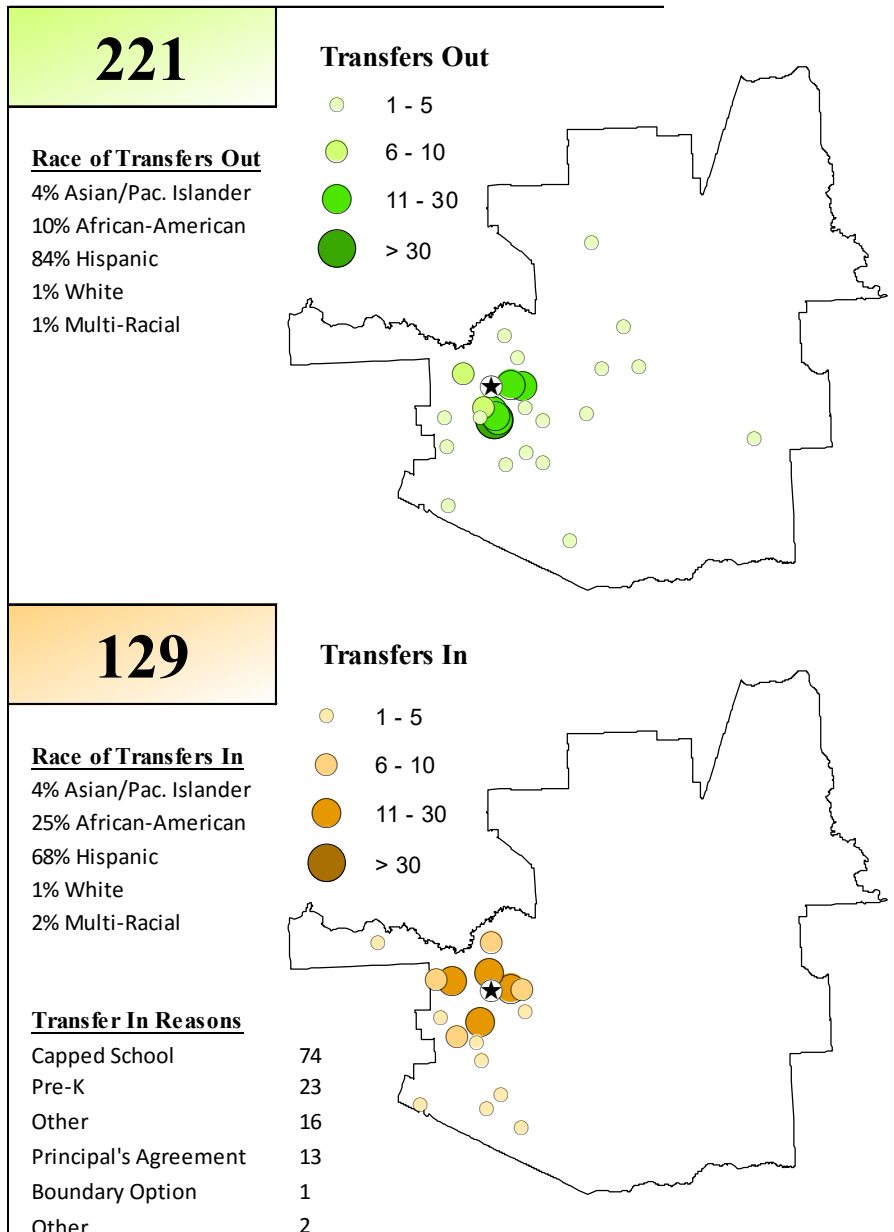 221
Race of Transfers Out
4% Asian/Pac. Islander
10% African-American
84% Hispanic
1% White
1% Multi-Racial
Transfers Out
1 - 5
6 - 10
11 - 30
> 30
129
Race of Transfers In
4% Asian/Pac. Islander
25% African-American
68% Hispanic
1% White
2% Multi-Racial
Transfers In
1 - 5
6 - 10
11 - 30
> 30
Transfer In Reasons
Capped School 74
Pre-K 23
Other 16
Principal's Agreement 13
Boundary Option 1
Other 2